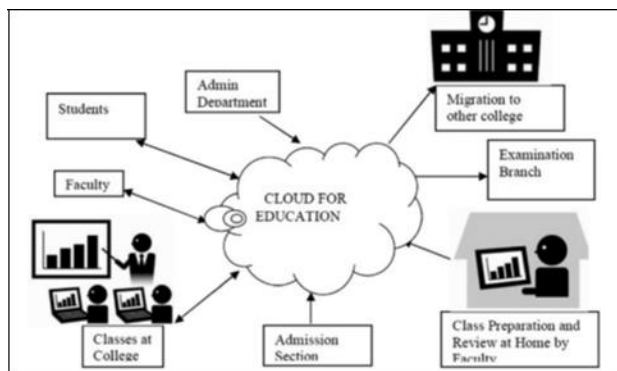 Admin
Department
Students
Migration to
other college
Examination
Branch
Faculty
CLOUD FOR
EDUCATION
Classes at
College
Admission
Section
Class Preparation and
Review at Home by
Faculty